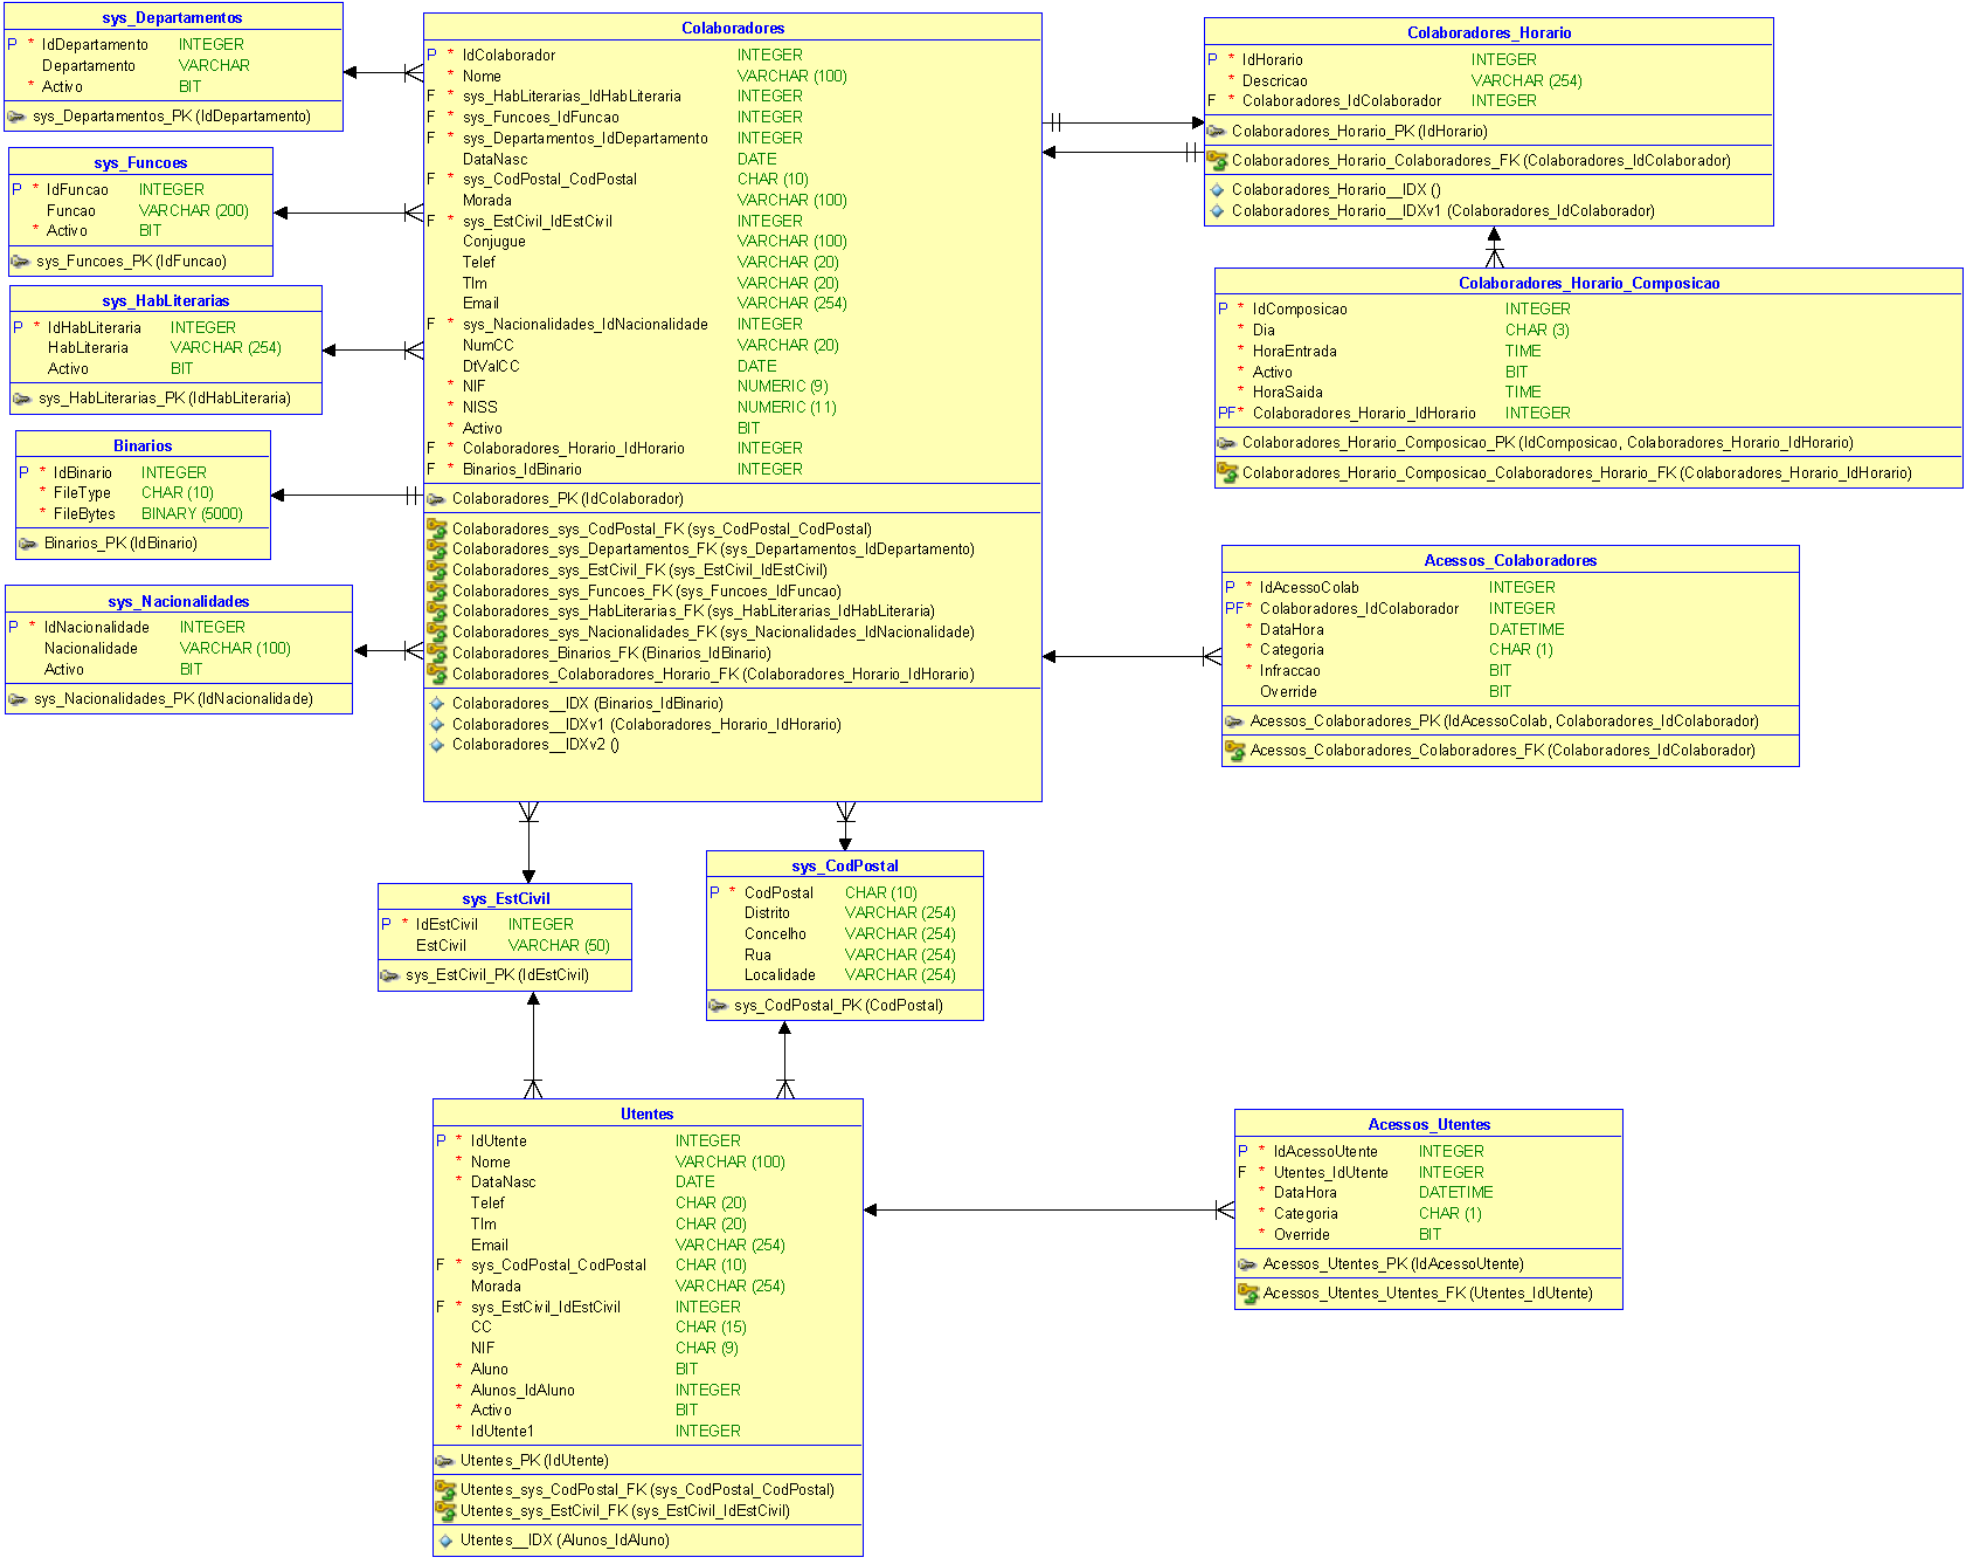 sys_Departamentos
P * IdDepartamento INTEGER
Departamento VARCHAR
* Activo BIT
sys_Departamentos_PK (IdDepartamento)
sys_Funcoes
P * IdFuncao INTEGER
Funcao VARCHAR (200)
* Activo BIT
sys_Funcoes_PK (IdFuncao)
sys_HabLiterarias
P * IdHabLiteraria INTEGER
HabLiteraria VARCHAR (254)
Activo BIT
sys_HabLiterarias_PK (IdHabLiteraria)
Binarios
P * IdBinario INTEGER
* FileType CHAR (10)
* FileBytes BINARY (5000)
Binarios_PK (IdBinario)
sys_Nacionalidades
P * IdNacionalidade INTEGER
Nacionalidade VARCHAR (100)
Activo BIT
sys_Nacionalidades_PK (IdNacionalidade)
Colaboradores
P * IdColaborador INTEGER
* Nome VARCHAR (100)
F * sys_HabLiterarias_IdHabLiteraria INTEGER
F * sys_Funcoes_IdFuncao INTEGER
F * sys_Departamentos_IdDepartamento INTEGER
DataNasc DATE
F * sys_CodPostal_CodPostal CHAR (10)
Morada VARCHAR (100)
F * sys_EstCivil_IdEstCivil INTEGER
Conjugue VARCHAR (100)
Telef VARCHAR (20)
Tlm VARCHAR (20)
Email VARCHAR (254)
F * sys_Nacionalidades_IdNacionalidade INTEGER
NumCC VARCHAR (20)
DtValCC DATE
* NIF NUMERIC (9)
* NISS NUMERIC (11)
* Activo BIT
F * Colaboradores_Horario_IdHorario INTEGER
F * Binarios_IdBinario INTEGER
Colaboradores_PK (IdColaborador)
Colaboradores_sys_CodPostal_FK (sys_CodPostal_CodPostal)
Colaboradores_sys_Departamentos_FK (sys_Departamentos_IdDepartamento)
Colaboradores_sys_EstCivil_FK (sys_EstCivil_IdEstCivil)
Colaboradores_sys_Funcoes_FK (sys_Funcoes_IdFuncao)
Colaboradores_sys_HabLiterarias_FK (sys_HabLiterarias_IdHabLiteraria)
Colaboradores_sys_Nacionalidades_FK (sys_Nacionalidades_IdNacionalidade)
Colaboradores_Binarios_FK (Binarios_IdBinario)
Colaboradores_Colaboradores_Horario_FK (Colaboradores_Horario_IdHorario)
Colaboradores__IDX (Binarios_IdBinario)
Colaboradores__IDXv1 (Colaboradores_Horario_IdHorario)
Colaboradores__IDXv2 ()
Colaboradores_Horario
P * IdHorario INTEGER
* Descricao VARCHAR (254)
F * Colaboradores_IdColaborador INTEGER
Colaboradores_Horario_PK (IdHorario)
Colaboradores_Horario_Colaboradores_FK (Colaboradores_IdColaborador)
Colaboradores_Horario__IDX ()
Colaboradores_Horario__IDXv1 (Colaboradores_IdColaborador)
Colaboradores_Horario_Composicao
P * IdComposicao INTEGER
* Dia CHAR (3)
* HoraEntrada TIME
* Activo BIT
* HoraSaida TIME
PF* Colaboradores_Horario_IdHorario INTEGER
Colaboradores_Horario_Composicao_PK (IdComposicao, Colaboradores_Horario_IdHorario)
Colaboradores_Horario_Composicao_Colaboradores_Horario_FK (Colaboradores_Horario_IdHorario)
Acessos_Colaboradores
P * IdAcessoColab INTEGER
PF* Colaboradores_IdColaborador INTEGER
* DataHora DATETIME
* Categoria CHAR (1)
* Infraccao BIT
Override BIT
Acessos_Colaboradores_PK (IdAcessoColab, Colaboradores_IdColaborador)
Acessos_Colaboradores_Colaboradores_FK (Colaboradores_IdColaborador)
sys_EstCivil
P * IdEstCivil INTEGER
EstCivil VARCHAR (50)
sys_EstCivil_PK (IdEstCivil)
sys_CodPostal
P * CodPostal CHAR (10)
Distrito VARCHAR (254)
Concelho VARCHAR (254)
Rua VARCHAR (254)
Localidade VARCHAR (254)
sys_CodPostal_PK (CodPostal)
Utentes
P * IdUtente INTEGER
* Nome VARCHAR (100)
* DataNasc DATE
Telef CHAR (20)
Tlm CHAR (20)
Email VARCHAR (254)
F * sys_CodPostal_CodPostal CHAR (10)
Morada VARCHAR (254)
F * sys_EstCivil_IdEstCivil INTEGER
CC CHAR (15)
NIF CHAR (9)
* Aluno BIT
* Alunos_IdAluno INTEGER
* Activo BIT
* IdUtente1 INTEGER
Utentes_PK (IdUtente)
Utentes_sys_CodPostal_FK (sys_CodPostal_CodPostal)
Utentes_sys_EstCivil_FK (sys_EstCivil_IdEstCivil)
Utentes__IDX (Alunos_IdAluno)
Acessos_Utentes
P * IdAcessoUtente INTEGER
F * Utentes_IdUtente INTEGER
* DataHora DATETIME
* Categoria CHAR (1)
* Override BIT
Acessos_Utentes_PK (IdAcessoUtente)
Acessos_Utentes_Utentes_FK (Utentes_IdUtente)